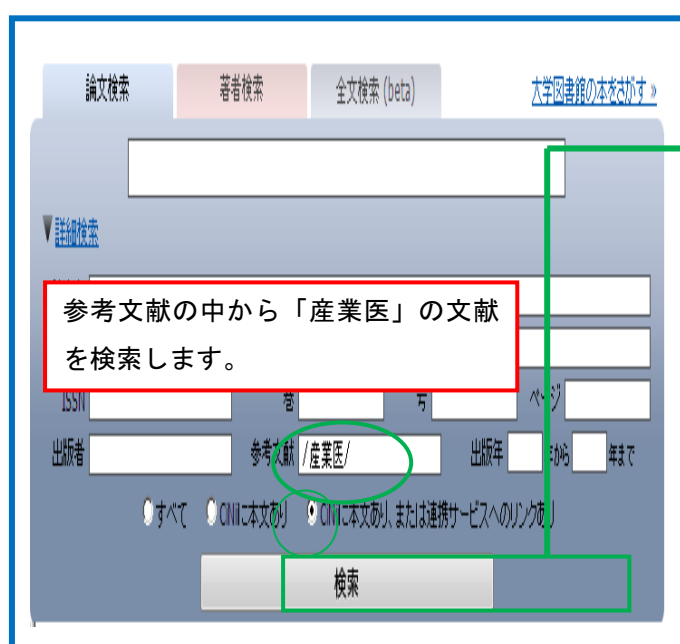 論文検索 著者検索 全文検索 (beta) 大学図書館の本をさがす »
▼詳細検索
参考文献の中から「産業医」の文献
を検索します。
ISSN 巻 号 ページ
出版者 参考文献 /産業医/ 出版年 年から 年まで
すべて CiNiiに本文あり CiNiiに本文あり、または連携サービスへのリンクあり
検索